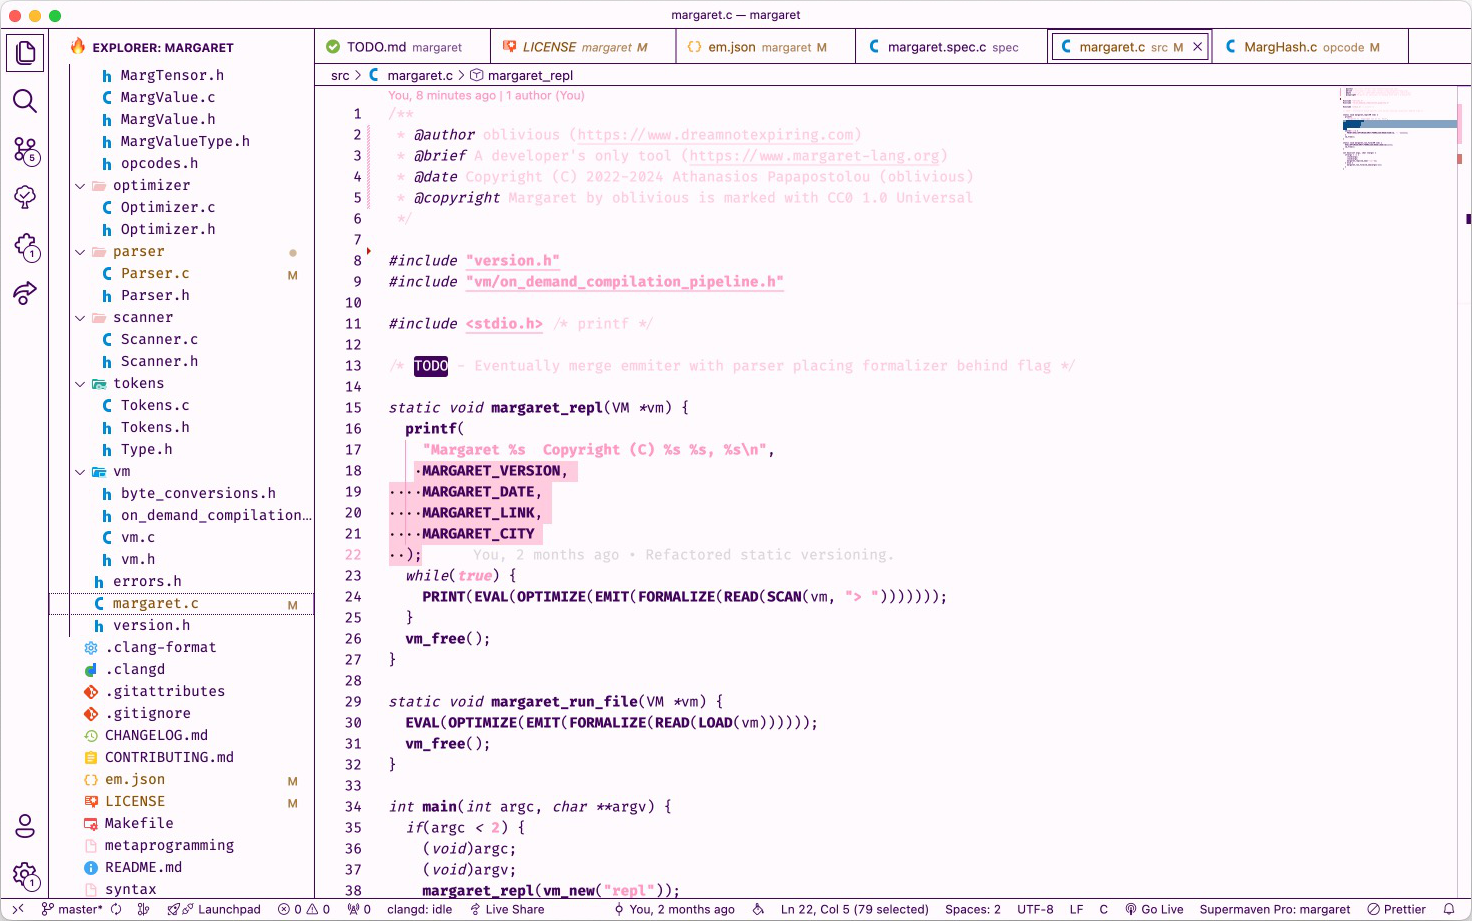 margaret.c — margaret
EXPLORER: MARGARET
MargTensor.h
MargValue.c
MargValue.h
MargValueType.h
opcodes.h
optimizer
Optimizer.c
Optimizer.h
parser
Parser.c M
Parser.h
scanner
Scanner.c
Scanner.h
tokens
Tokens.c
Tokens.h
Type.h
vm
byte_conversions.h
on_demand_compilation...
vm.c
vm.h
errors.h
margaret.c M
version.h
.clang-format
.clangd
.gitattributes
.gitignore
CHANGELOG.md
CONTRIBUTING.md
em.json M
LICENSE M
Makefile
metaprogramming
README.md
syntax
5
1
1
TODO.md margaret
LICENSE margaret M
em.json margaret M
margaret.spec.c spec
margaret.c src M
MargHash.c opcode M
src > margaret.c > margaret_repl
You, 8 minutes ago | 1 author (You)
1 /**
2 * @author oblivious (https://www.dreamnotexpiring.com)
3 * @brief A developer's only tool (https://www.margaret-lang.org)
4 * @date Copyright (C) 2022-2024 Athanasios Papapostolou (oblivious)
5 * @copyright Margaret by oblivious is marked with CC0 1.0 Universal
6 */
7
8 #include "version.h"
9 #include "vm/on_demand_compilation_pipeline.h"
10
11 #include <stdio.h> /* printf */
12
13 /* TODO - Eventually merge emmiter with parser placing formalizer behind flag */
14
15 static void margaret_repl(VM *vm) {
16 printf(
17 "Margaret %s  Copyright (C) %s %s, %s\n",
18 ·MARGARET_VERSION,
19 ····MARGARET_DATE,
20 ····MARGARET_LINK,
21 ····MARGARET_CITY
22 ··); You, 2 months ago • Refactored static versioning.
23 while(true) {
24 PRINT(EVAL(OPTIMIZE(EMIT(FORMALIZE(READ(SCAN(vm, "> ")))))));
25 }
26 vm_free();
27 }
28
29 static void margaret_run_file(VM *vm) {
30 EVAL(OPTIMIZE(EMIT(FORMALIZE(READ(LOAD(vm))))));
31 vm_free();
32 }
33
34 int main(int argc, char **argv) {
35 if(argc < 2) {
36 (void)argc;
37 (void)argv;
38 margaret_repl(vm_new("repl"));
master* Launchpad 0 0 0 clangd: idle Live Share You, 2 months ago Ln 22, Col 5 (79 selected) Spaces: 2 UTF-8 LF C Go Live Supermaven Pro: margaret Prettier